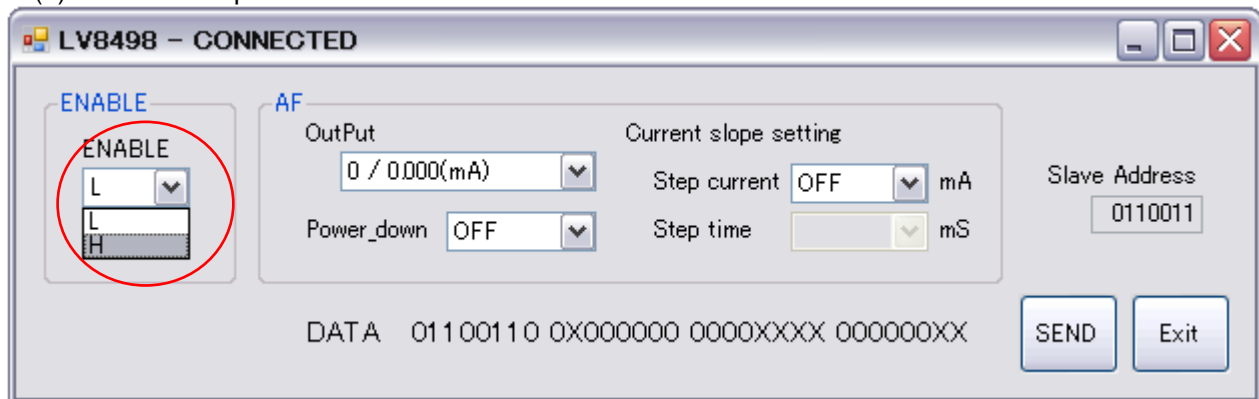 LV8498 – CONNECTED
ENABLE
AF
ENABLE
L
L
H
OutPut
0 / 0.000(mA)
Power_down OFF
Current slope setting
Step current OFF mA
Step time mS
Slave Address
0110011
DATA 01100110 0X000000 0000XXXX 000000XX
SEND
Exit